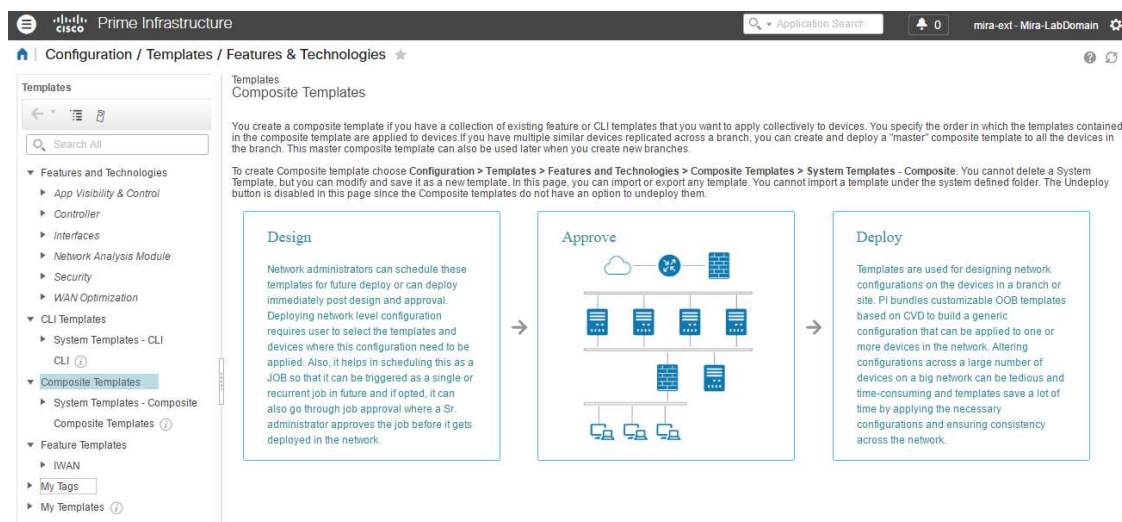 cisco Prime Infrastructure
Application Search
0
mira-ext - Mira-LabDomain
Configuration / Templates / Features & Technologies
Templates
Search All
Features and Technologies
App Visibility & Control
Controller
Interfaces
Network Analysis Module
Security
WAN Optimization
CLI Templates
System Templates - CLI
CLI
Composite Templates
System Templates - Composite
Composite Templates
Feature Templates
IWAN
My Tags
My Templates
Templates
Composite Templates
You create a composite template if you have a collection of existing feature or CLI templates that you want to apply collectively to devices. You specify the order in which the templates contained
in the composite template are applied to devices.If you have multiple similar devices replicated across a branch, you can create and deploy a "master" composite template to all the devices in
the branch. This master composite template can also be used later when you create new branches.
To create Composite template choose Configuration > Templates > Features and Technologies > Composite Templates > System Templates - Composite. You cannot delete a System
Template, but you can modify and save it as a new template. In this page, you can import or export any template. You cannot import a template under the system defined folder. The Undeploy
button is disabled in this page since the Composite templates do not have an option to undeploy them.
Design
Network administrators can schedule these
templates for future deploy or can deploy
immediately post design and approval.
Deploying network level configuration
requires user to select the templates and
devices where this configuration need to be
applied. Also, it helps in scheduling this as a
JOB so that it can be triggered as a single or
recurrent job in future and if opted, it can
also go through job approval where a Sr.
administrator approves the job before it gets
deployed in the network.
Approve
Deploy
Templates are used for designing network
configurations on the devices in a branch or
site. PI bundles customizable OOB templates
based on CVD to build a generic
configuration that can be applied to one or
more devices in the network. Altering
configurations across a large number of
devices on a big network can be tedious and
time-consuming and templates save a lot of
time by applying the necessary
configurations and ensuring consistency
across the network.